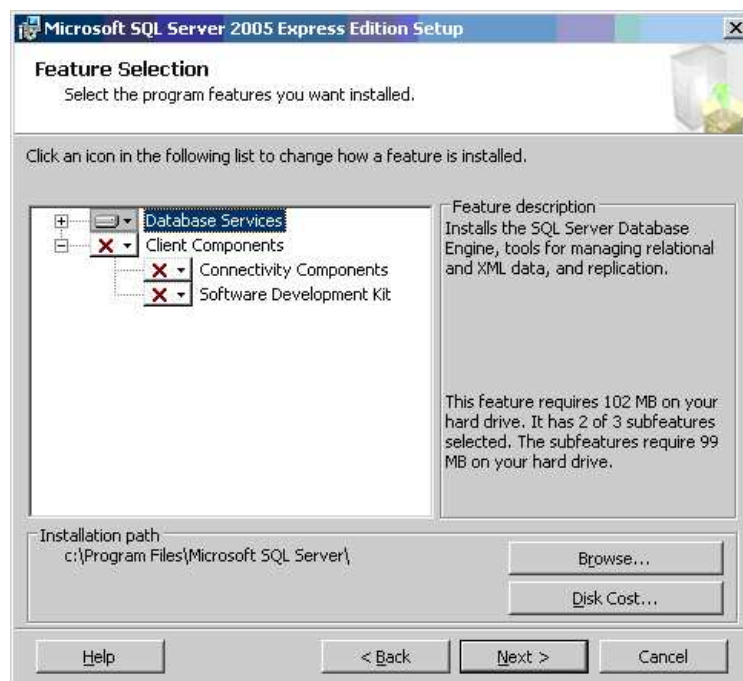 Microsoft SQL Server 2005 Express Edition Setup
Feature Selection
Select the program features you want installed.
Click an icon in the following list to change how a feature is installed.
Database Services
Client Components
Connectivity Components
Software Development Kit
Feature description
Installs the SQL Server Database
Engine, tools for managing relational
and XML data, and replication.
This feature requires 102 MB on your
hard drive. It has 2 of 3 subfeatures
selected. The subfeatures require 99
MB on your hard drive.
Installation path
c:\Program Files\Microsoft SQL Server\
Browse...
Disk Cost...
Help
< Back
Next >
Cancel